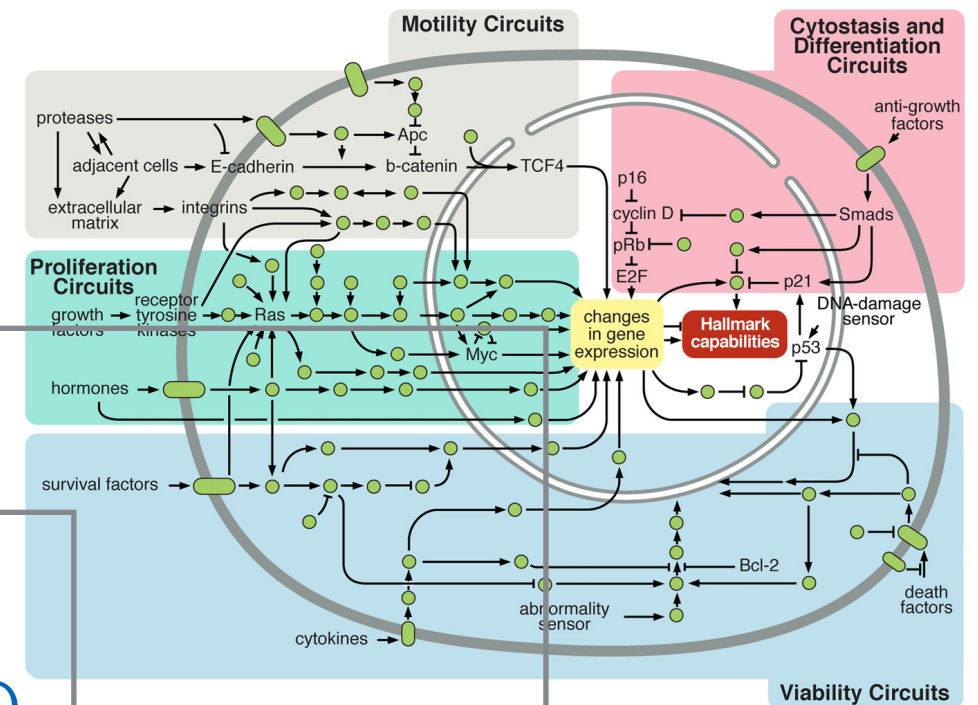 Motility Circuits
Cytostasis and
Differentiation
Circuits
anti-growth
factors
proteases
Apc
adjacent cells
E-cadherin
b-catenin
TCF4
extracellular
matrix
integrins
p16
cyclin D
Smads
pRb
E2F
p21
Proliferation
Circuits
growth
factors
receptor
tyrosine
kinases
Ras
Myc
changes
in gene
expression
Hallmark
capabilities
DNA-damage
sensor
p53
hormones
survival factors
Bcl-2
abnormality
sensor
death
factors
cytokines
Viability Circuits